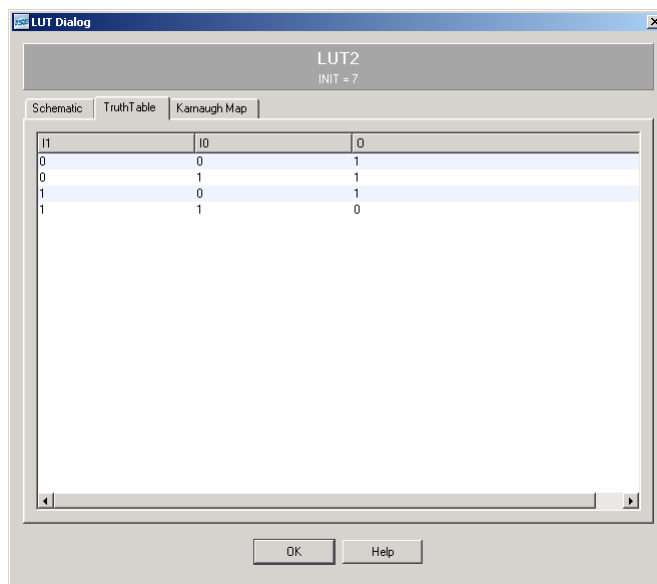 ISE LUT Dialog
LUT2
INIT = 7
Schematic TruthTable Karnaugh Map
I1 I0 O
0 0 1
0 1 1
1 0 1
1 1 0
OK Help